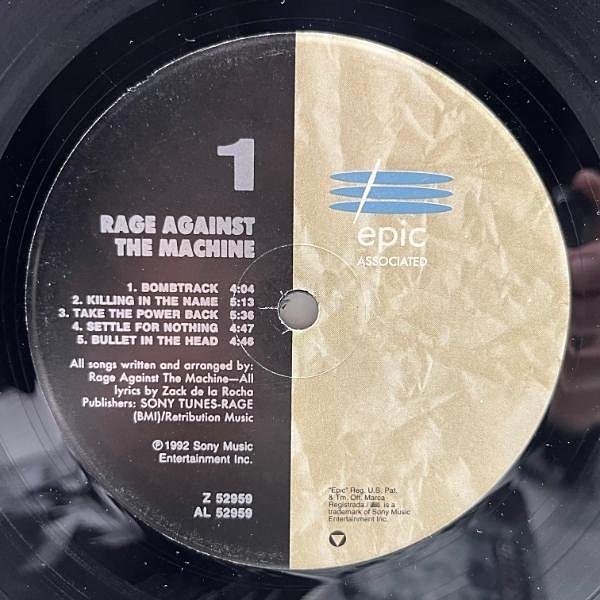 1
RAGE AGAINST
THE MACHINE
1. BOMBTRACK 4:04
2. KILLING IN THE NAME 5:13
3. TAKE THE POWER BACK 5:36
4. SETTLE FOR NOTHING 4:47
5. BULLET IN THE HEAD 4:46
All songs written and arranged by:
Rage Against The Machine—All
lyrics by Zack de la Rocha
Publishers: SONY TUNES-RAGE
(BMI)/Retribution Music
℗1992 Sony Music
Entertainment Inc.
Z 52959
AL 52959
epic
ASSOCIATED
"Epic" Reg. U.S. Pat.
& Tm. Off. Marca
Registrada./ is a
trademark of Sony Music
Entertainment Inc.